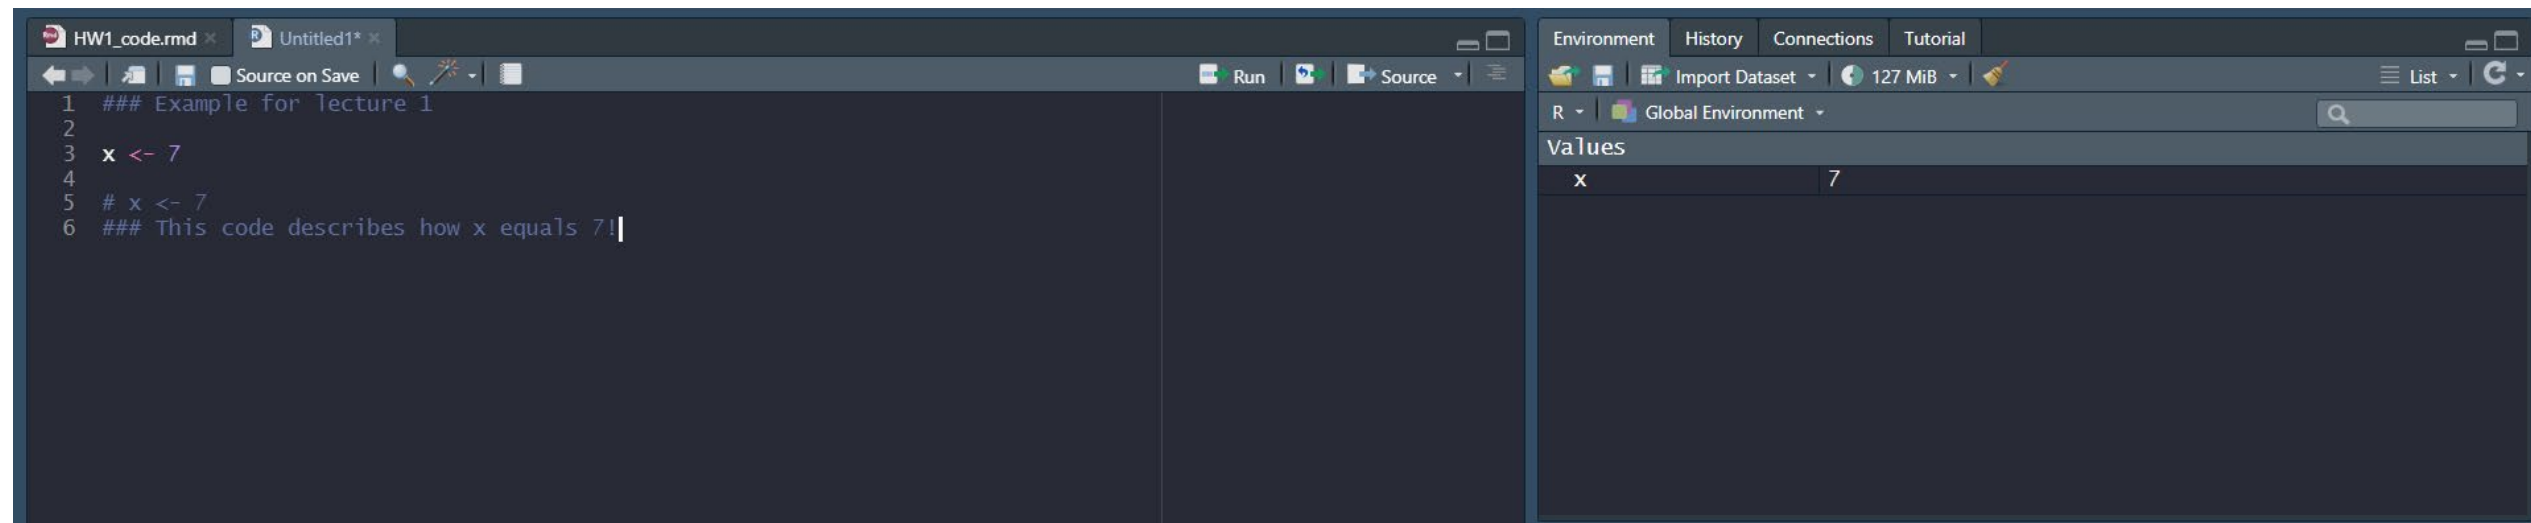 HW1_code.rmd Untitled1*
Source on Save Run Source
1 ### Example for lecture 1
2
3 x <- 7
4
5 # x <- 7
6 ### This code describes how x equals 7!
Environment History Connections Tutorial
Import Dataset 127 MiB List
R Global Environment
Values
x 7